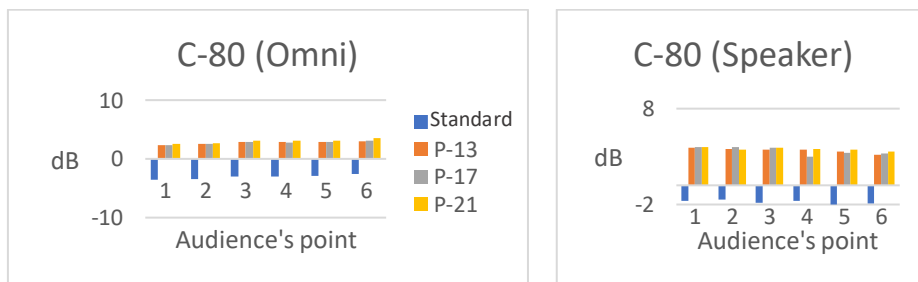 C-80 (Omni)
10
0
-10
dB
1 2 3 4 5 6
Audience's point
Standard
P-13
P-17
P-21
C-80 (Speaker)
8
-2
dB
1 2 3 4 5 6
Audience's point